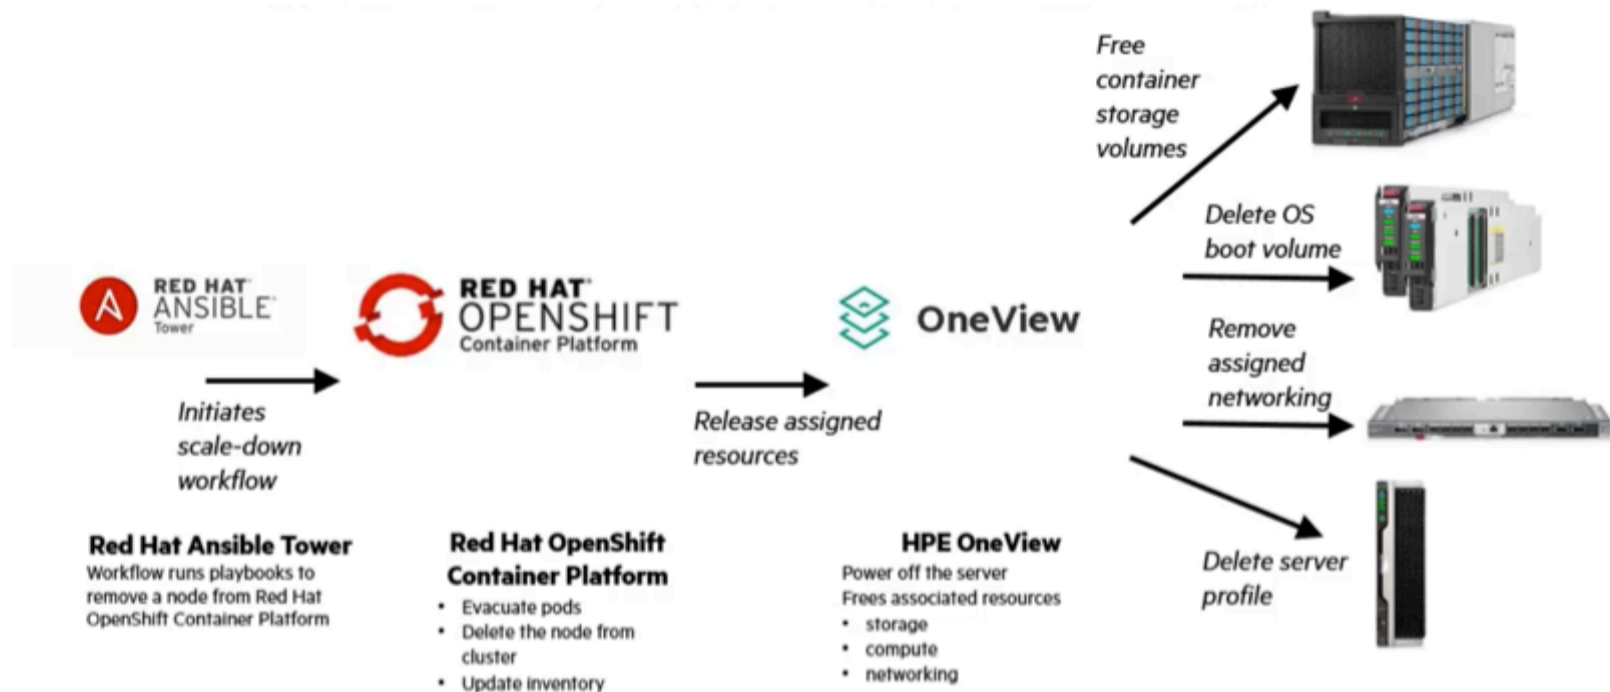 RED HAT
ANSIBLE
Tower
Initiates
scale-down
workflow
Red Hat Ansible Tower
Workflow runs playbooks to
remove a node from Red Hat
OpenShift Container Platform
RED HAT
OPENSHIFT
Container Platform
Release assigned
resources
Red Hat OpenShift
Container Platform
• Evacuate pods
• Delete the node from
cluster
• Update inventory
OneView
HPE OneView
Power off the server
Frees associated resources
• storage
• compute
• networking
Free
container
storage
volumes
Delete OS
boot volume
Remove
assigned
networking
Delete server
profile